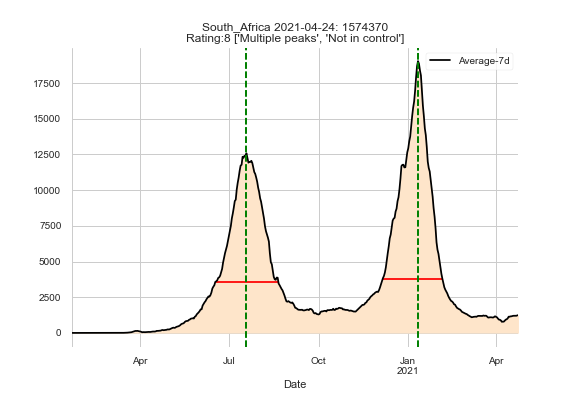 South_Africa 2021-04-24: 1574370
Rating:8 ['Multiple peaks', 'Not in control']
Average-7d
17500
15000
12500
10000
7500
5000
2500
0
Apr Jul Oct Jan Apr
2021
Date